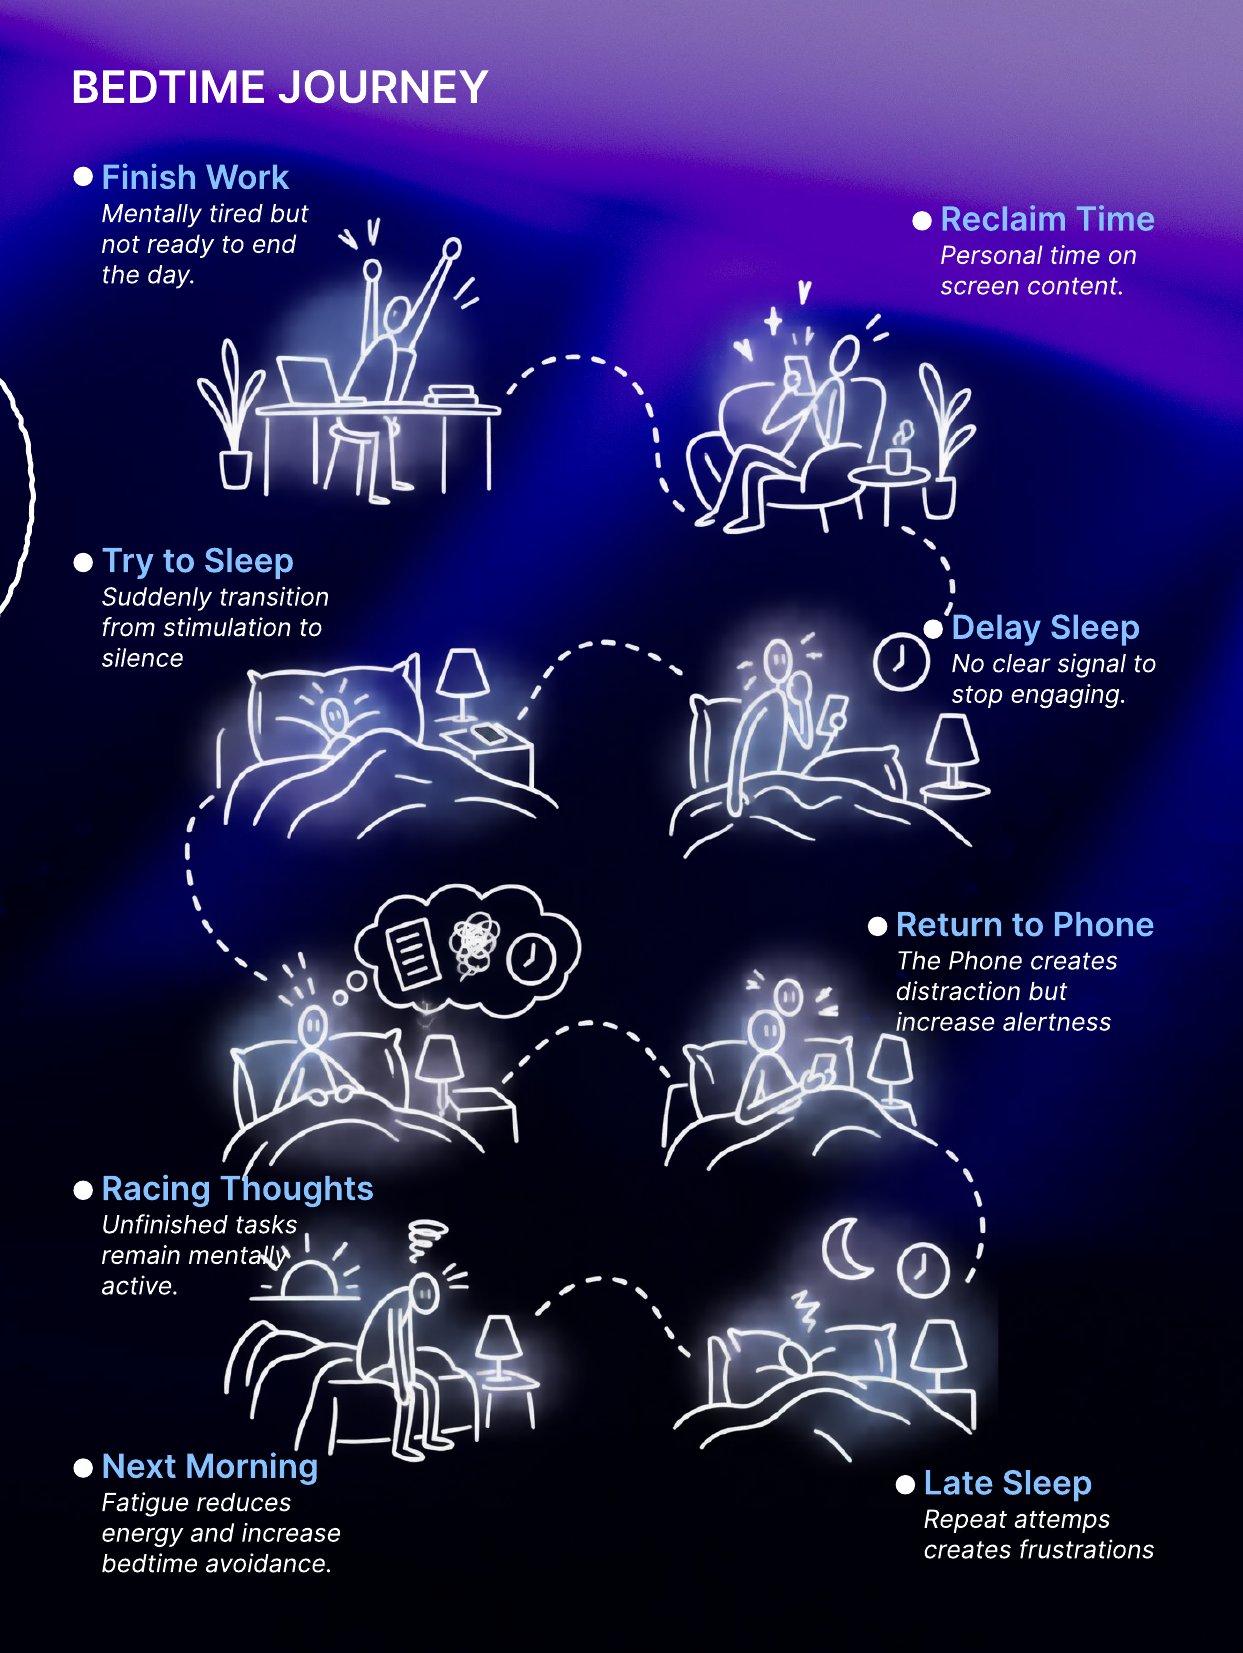 BEDTIME JOURNEY
Finish Work
Mentally tired but
not ready to end
the day.
Reclaim Time
Personal time on
screen content.
Delay Sleep
No clear signal to
stop engaging.
Try to Sleep
Suddenly transition
from stimulation to
silence
Racing Thoughts
Unfinished tasks
remain mentally
active.
Return to Phone
The Phone creates
distraction but
increase alertness
Late Sleep
Repeat attemps
creates frustrations
Next Morning
Fatigue reduces
energy and increase
bedtime avoidance.